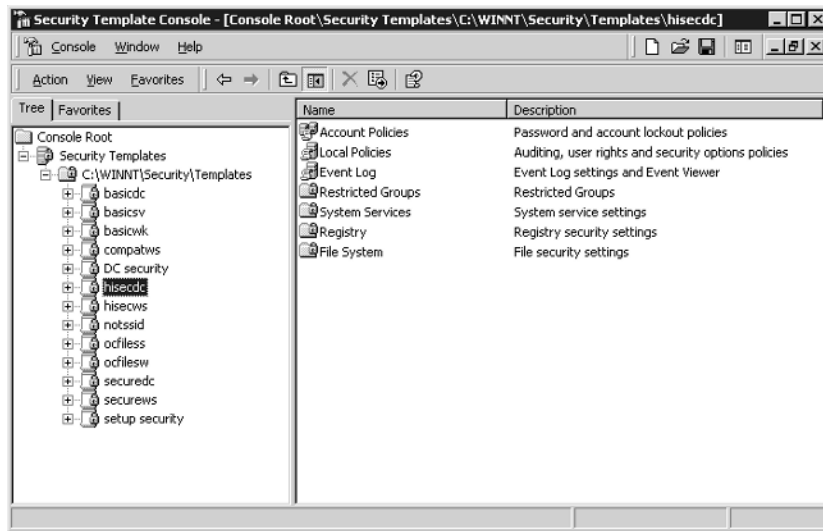 Security Template Console - [Console Root\Security Templates\C:\WINNT\Security\Templates\hisecdc]
Console Window Help
Action View Favorites
Tree Favorites
Console Root
Security Templates
C:\WINNT\Security\Templates
basicdc
basicsv
basicwk
compatws
DC security
hisecdc
hisecws
notssid
ocfiless
ocfilesw
securedc
securews
setup security
Name Description
Account Policies Password and account lockout policies
Local Policies Auditing, user rights and security options policies
Event Log Event Log settings and Event Viewer
Restricted Groups Restricted Groups
System Services System service settings
Registry Registry security settings
File System File security settings